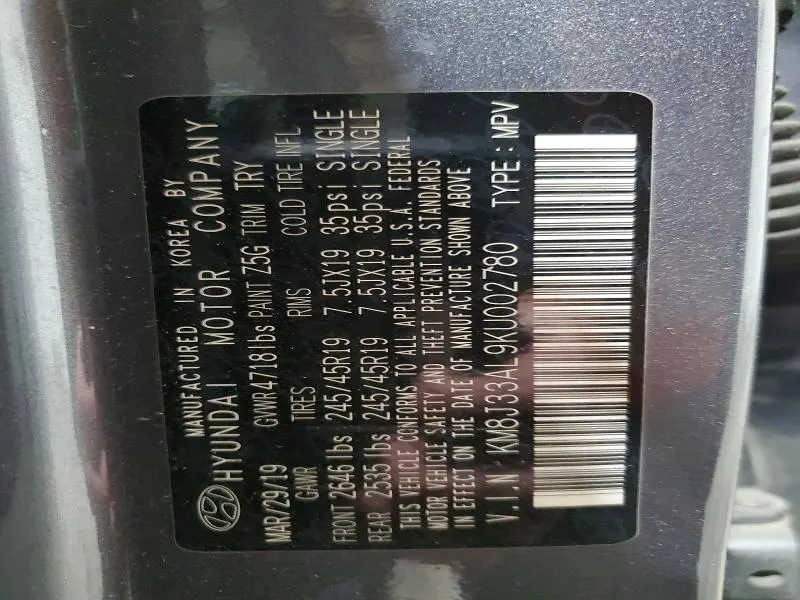 MANUFACTURED IN KOREA BY
HYUNDAI MOTOR COMPANY
MAR/29/19 GVWR4718lbs PAINT Z5G TRIM TRY
GAWR TIRES RIMS COLD TIRE INFL
FRONT 2646 lbs 245/45R19 7.5JX19 35psi SINGLE
REAR 2535 lbs 245/45R19 7.5JX19 35psi SINGLE
THIS VEHICLE CONFORMS TO ALL APPLICABLE U.S.A. FEDERAL
MOTOR VEHICLE SAFETY AND THEFT PREVENTION STANDARDS
IN EFFECT ON THE DATE OF MANUFACTURE SHOWN ABOVE
V.I.N : KM8J33AL9KU002780 TYPE : MPV